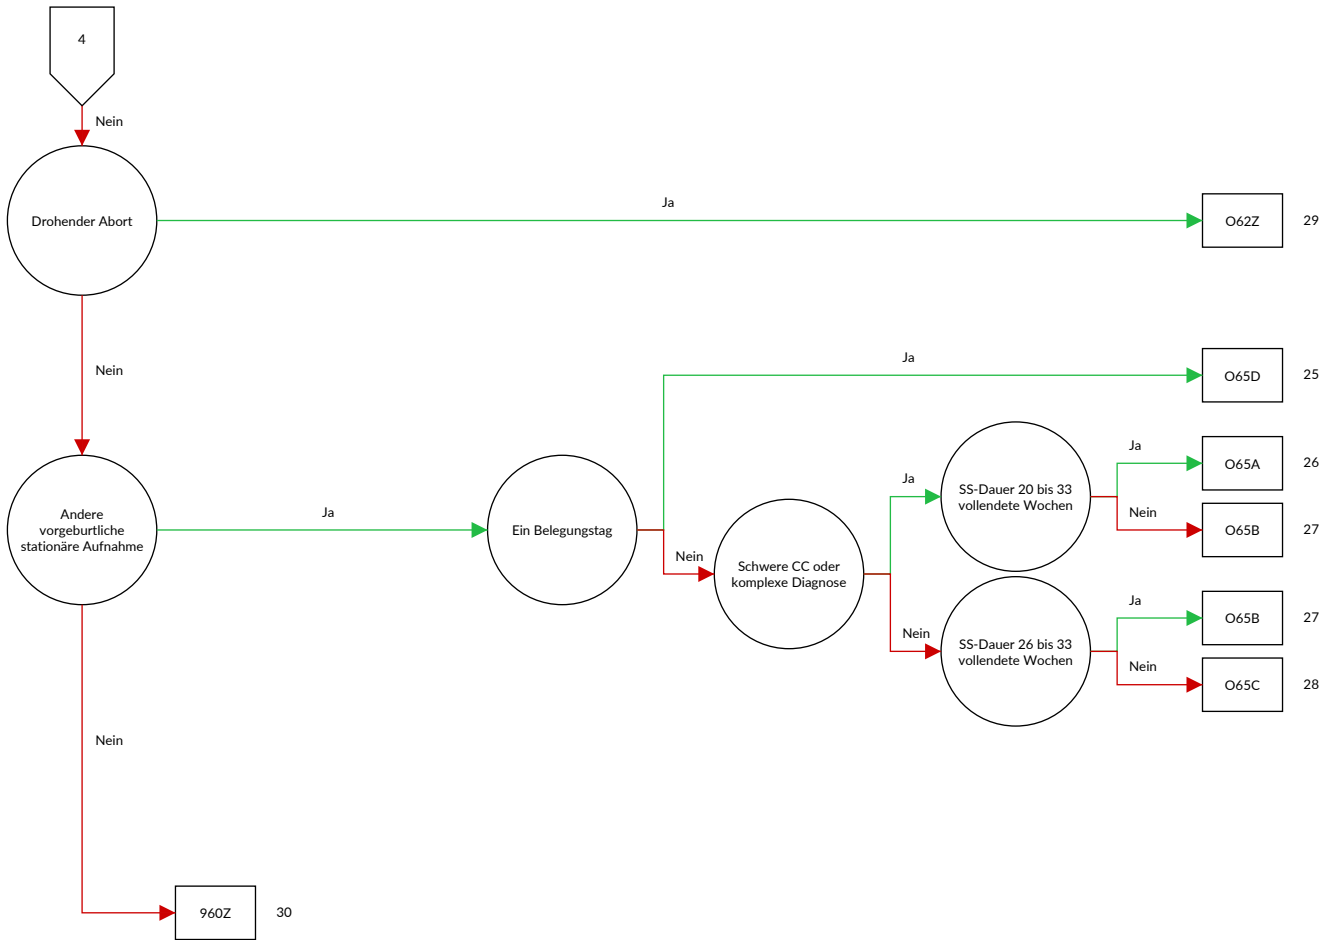 4
Nein
Drohender Abort
Ja
O62Z
29
Nein
Ja
O65D
25
Andere
vorgeburtliche
stationäre Aufnahme
Ja
Ein Belegungstag
Nein
Schwere CC oder
komplexe Diagnose
Ja
SS-Dauer 20 bis 33
vollendete Wochen
Ja
O65A
26
Nein
O65B
27
Nein
SS-Dauer 26 bis 33
vollendete Wochen
Ja
O65B
27
Nein
O65C
28
Nein
960Z
30